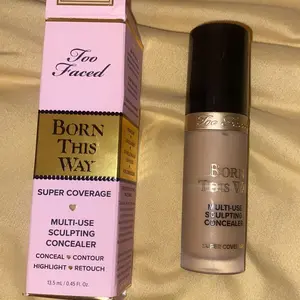 Too
Faced
BORN
THIS
WAY
SUPER COVERAGE
MULTI-USE
SCULPTING
CONCEALER
CONCEAL ♥ CONTOUR
HIGHLIGHT ♥ RETOUCH
13.5 mL / 0.45 Fl. Oz.
Too Faced
BORN
THIS WAY
MULTI-USE
SCULPTING
CONCEALER